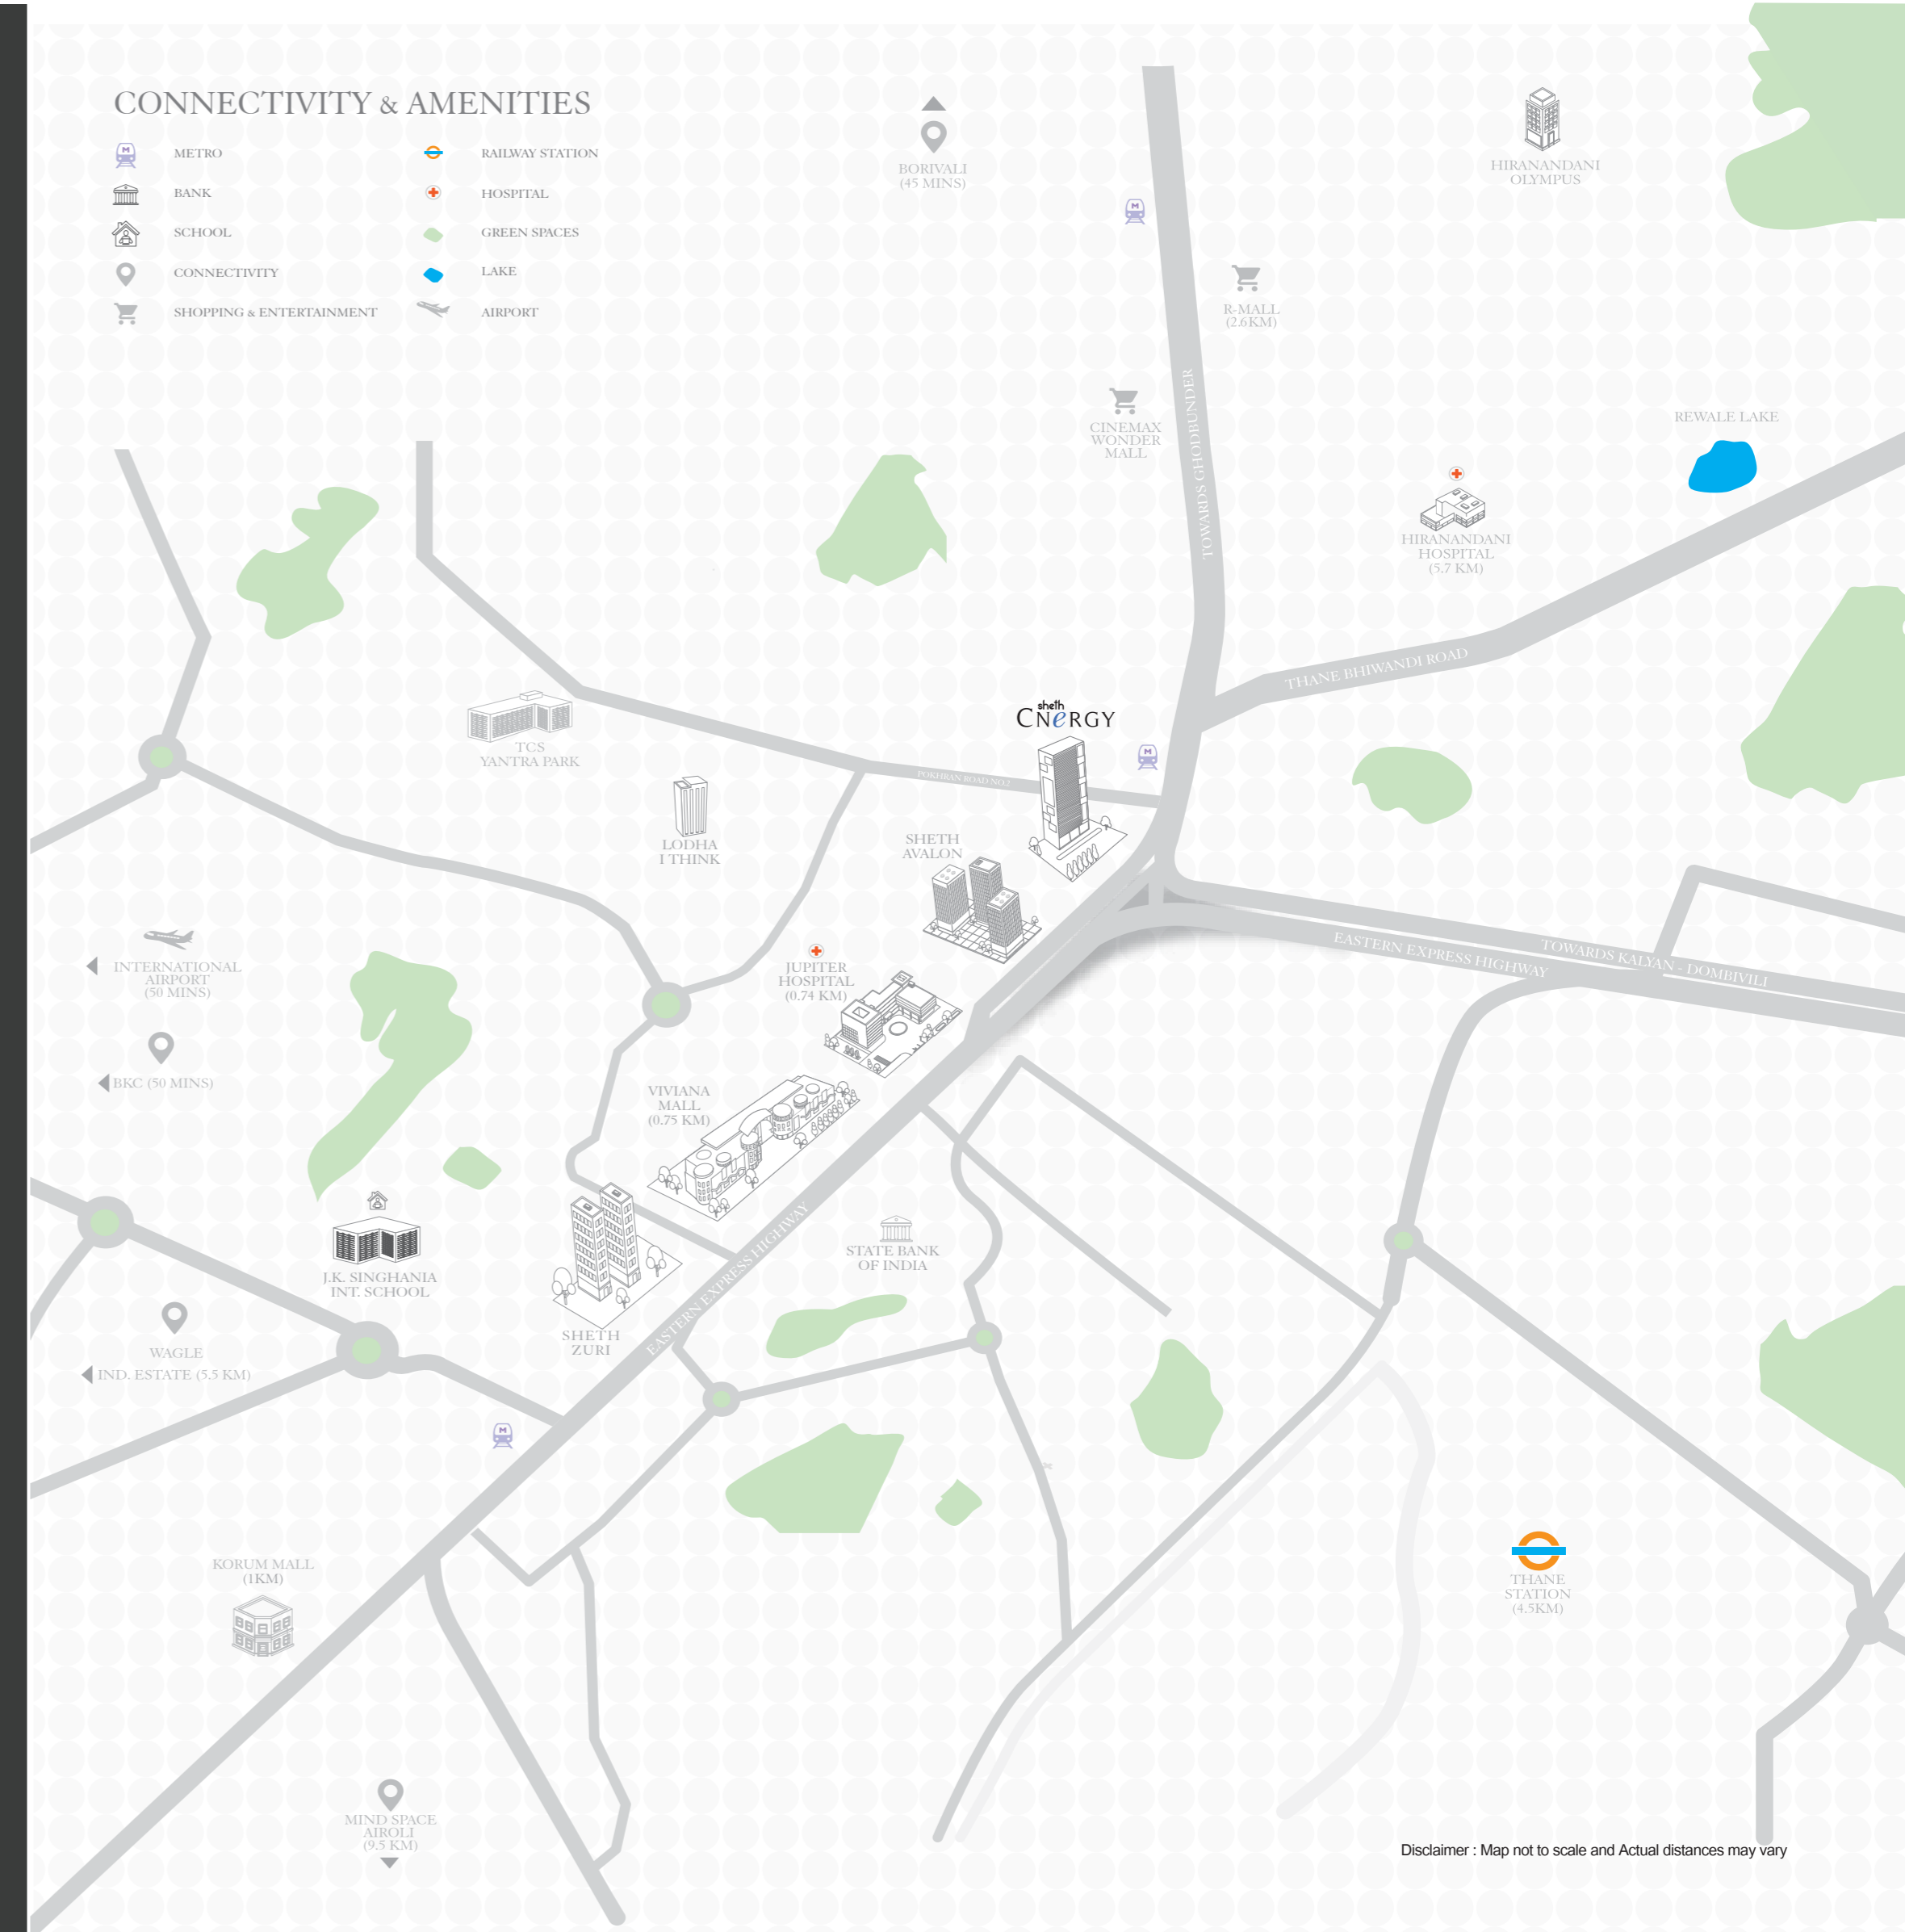 CONNECTIVITY & AMENITIES
METRO
BANK
SCHOOL
CONNECTIVITY
SHOPPING & ENTERTAINMENT
RAILWAY STATION
HOSPITAL
GREEN SPACES
LAKE
AIRPORT
BORIVALI
(45 MINS)
HIRANANDANI
OLYMPUS
R-MALL
(2.6KM)
CINEMAX
WONDER
MALL
TOWARDS GHODBUNDER
REWALE LAKE
HIRANANDANI
HOSPITAL
(5.7 KM)
THANE BHIWANDI ROAD
sheth
CNeRGY
TCS
YANTRA PARK
POKHRAN ROAD NO.2
LODHA
I THINK
SHETH
AVALON
EASTERN EXPRESS HIGHWAY
TOWARDS KALYAN - DOMBIVILI
INTERNATIONAL
AIRPORT
(50 MINS)
JUPITER
HOSPITAL
(0.74 KM)
BKC (50 MINS)
VIVIANA
MALL
(0.75 KM)
STATE BANK
OF INDIA
J.K. SINGHANIA
INT. SCHOOL
EASTERN EXPRESS HIGHWAY
SHETH
ZURI
WAGLE
IND. ESTATE (5.5 KM)
KORUM MALL
(1KM)
THANE
STATION
(4.5KM)
MIND SPACE
AIROLI
(9.5 KM)
Disclaimer : Map not to scale and Actual distances may vary
M
M
M
M